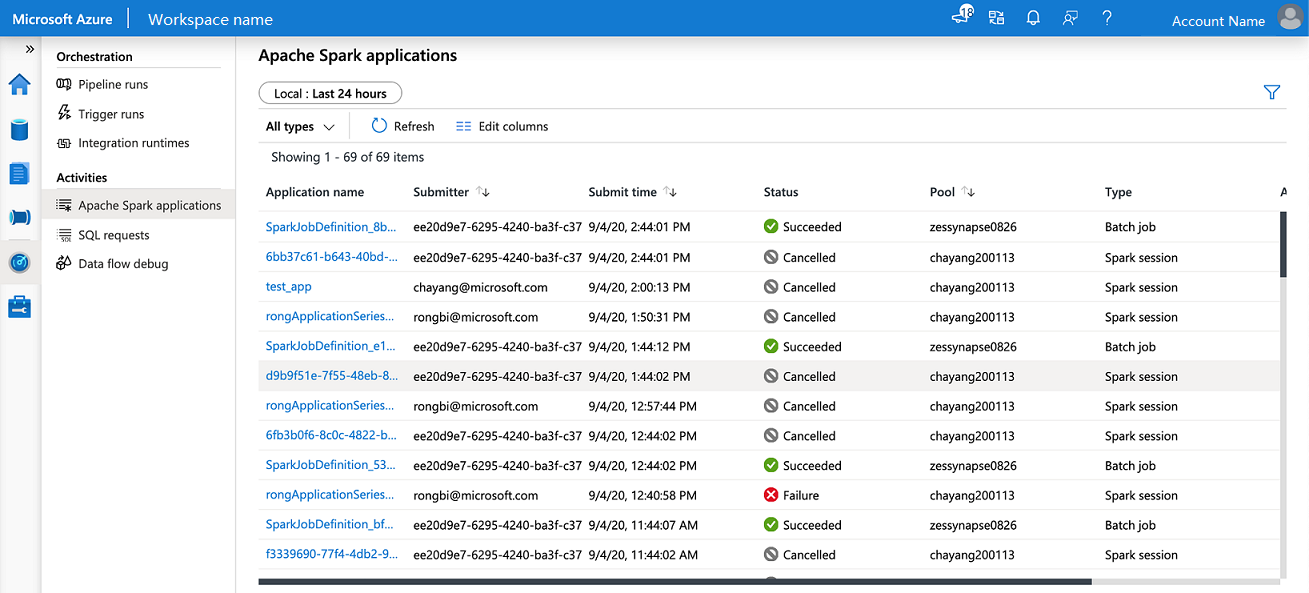 Microsoft Azure Workspace name 18 ? Account Name
»
Orchestration
Pipeline runs
Trigger runs
Integration runtimes
Activities
Apache Spark applications
SQL requests
Data flow debug
Apache Spark applications
Local : Last 24 hours
All types Refresh Edit columns
Showing 1 - 69 of 69 items
Application name Submitter ↑↓ Submit time ↑↓ Status Pool ↑↓ Type A
SparkJobDefinition_8b... ee20d9e7-6295-4240-ba3f-c37 9/4/20, 2:44:01 PM Succeeded zessynapse0826 Batch job
6bb37c61-b643-40bd-... ee20d9e7-6295-4240-ba3f-c37 9/4/20, 2:44:01 PM Cancelled chayang200113 Spark session
test_app chayang@microsoft.com 9/4/20, 2:00:13 PM Cancelled chayang200113 Spark session
rongApplicationSeries... rongbi@microsoft.com 9/4/20, 1:50:31 PM Cancelled chayang200113 Spark session
SparkJobDefinition_e1... ee20d9e7-6295-4240-ba3f-c37 9/4/20, 1:44:12 PM Succeeded zessynapse0826 Batch job
d9b9f51e-7f55-48eb-8... ee20d9e7-6295-4240-ba3f-c37 9/4/20, 1:44:02 PM Cancelled chayang200113 Spark session
rongApplicationSeries... rongbi@microsoft.com 9/4/20, 12:57:44 PM Cancelled chayang200113 Spark session
6fb3b0f6-8c0c-4822-b... ee20d9e7-6295-4240-ba3f-c37 9/4/20, 12:44:02 PM Cancelled chayang200113 Spark session
SparkJobDefinition_53... ee20d9e7-6295-4240-ba3f-c37 9/4/20, 12:44:02 PM Succeeded zessynapse0826 Batch job
rongApplicationSeries... rongbi@microsoft.com 9/4/20, 12:40:58 PM Failure chayang200113 Spark session
SparkJobDefinition_bf... ee20d9e7-6295-4240-ba3f-c37 9/4/20, 11:44:07 AM Succeeded zessynapse0826 Batch job
f3339690-77f4-4db2-9... ee20d9e7-6295-4240-ba3f-c37 9/4/20, 11:44:02 AM Cancelled chayang200113 Spark session